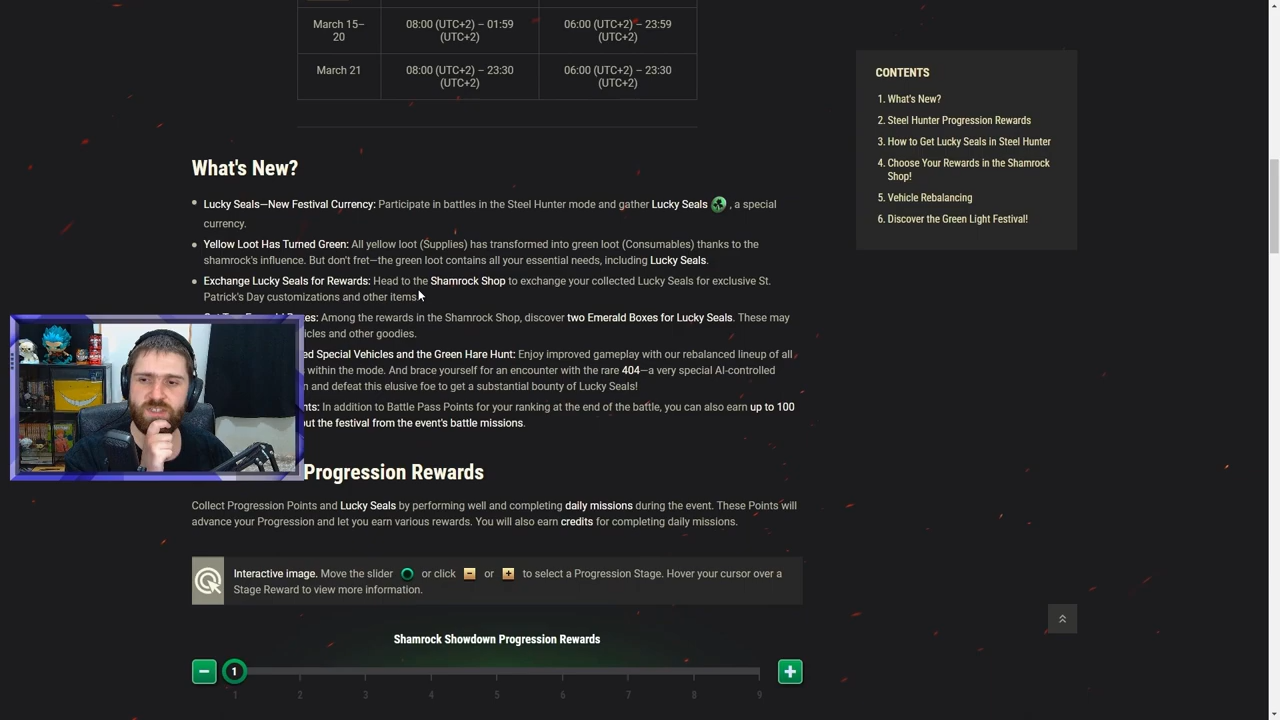 March 15–
20
08:00 (UTC+2) – 01:59
(UTC+2)
06:00 (UTC+2) – 23:59
(UTC+2)
March 21
08:00 (UTC+2) – 23:30
(UTC+2)
06:00 (UTC+2) – 23:30
(UTC+2)
CONTENTS
1. What's New?
2. Steel Hunter Progression Rewards
3. How to Get Lucky Seals in Steel Hunter
4. Choose Your Rewards in the Shamrock
Shop!
5. Vehicle Rebalancing
6. Discover the Green Light Festival!
What's New?
Lucky Seals—New Festival Currency: Participate in battles in the Steel Hunter mode and gather Lucky Seals , a special
currency.
Yellow Loot Has Turned Green: All yellow loot (Supplies) has transformed into green loot (Consumables) thanks to the
shamrock's influence. But don't fret—the green loot contains all your essential needs, including Lucky Seals.
Exchange Lucky Seals for Rewards: Head to the Shamrock Shop to exchange your collected Lucky Seals for exclusive St.
Patrick's Day customizations and other items.
Among the rewards in the Shamrock Shop, discover two Emerald Boxes for Lucky Seals. These may
and other goodies.
Special Vehicles and the Green Hare Hunt: Enjoy improved gameplay with our rebalanced lineup of all
within the mode. And brace yourself for an encounter with the rare 404—a very special AI-controlled
and defeat this elusive foe to get a substantial bounty of Lucky Seals!
In addition to Battle Pass Points for your ranking at the end of the battle, you can also earn up to 100
the festival from the event's battle missions.
Progression Rewards
Collect Progression Points and Lucky Seals by performing well and completing daily missions during the event. These Points will
advance your Progression and let you earn various rewards. You will also earn credits for completing daily missions.
Interactive image. Move the slider or click − or + to select a Progression Stage. Hover your cursor over a
Stage Reward to view more information.
Shamrock Showdown Progression Rewards
− 1 +
1 2 3 4 5 6 7 8 9